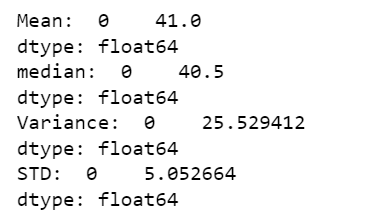 Mean:  0    41.0
dtype: float64
median:  0    40.5
dtype: float64
Variance:  0    25.529412
dtype: float64
STD:  0    5.052664
dtype: float64